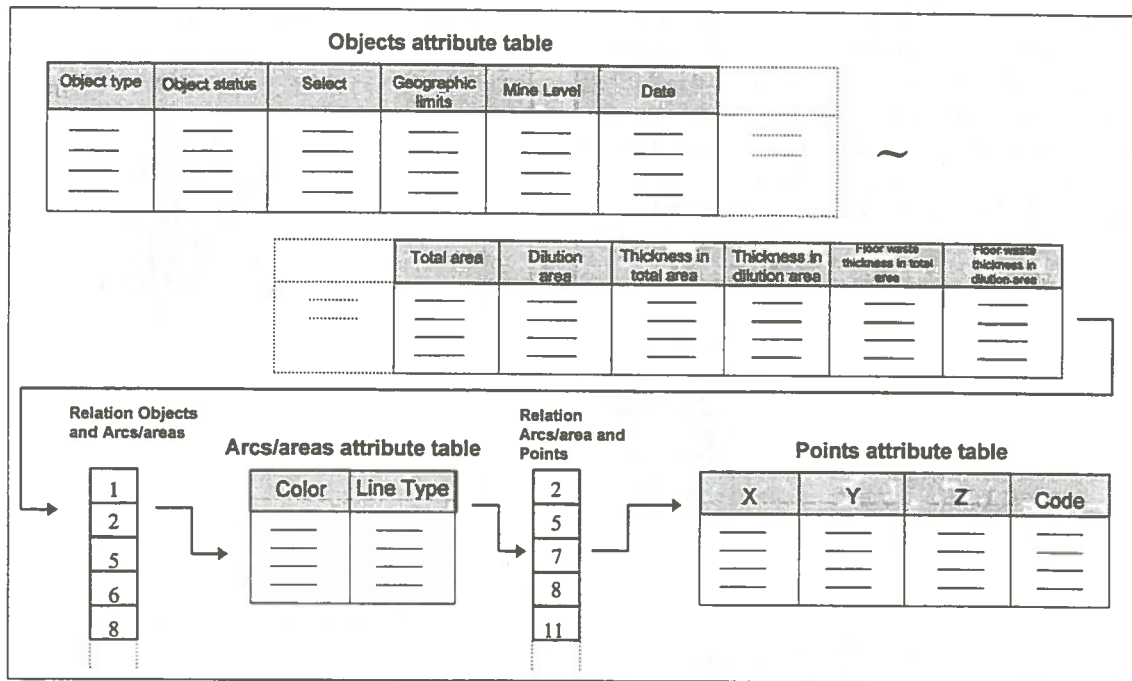 Objects attribute table
Object type Object status Select Geographic limits Mine Level Date
~
Total area Dilution area Thickness in total area Thickness in dilution area Floor waste thickness in total area Floor waste thickness in dilution area
Relation Objects
and Arcs/areas
Arcs/areas attribute table
Relation
Arcs/area and
Points
Points attribute table
Color Line Type
X Y Z Code
1
2
5
6
8
2
5
7
8
11